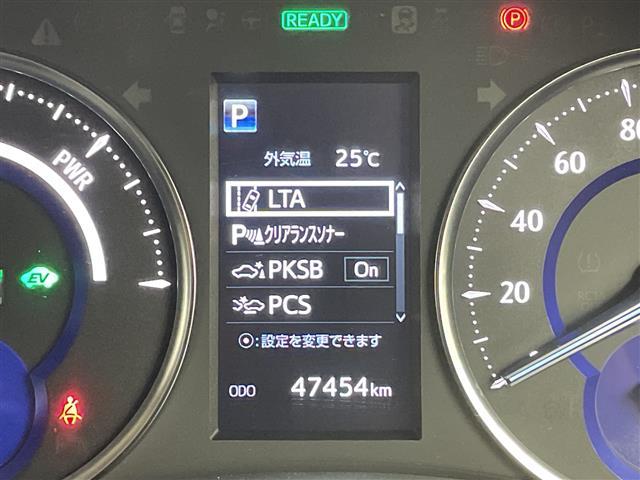 READY
P
P
外気温 25℃
LTA
Pクリアランスソナー
PKSB On
PCS
⦿:設定を変更できます
ODO 47454km
PWR
EV
80
60
40
20